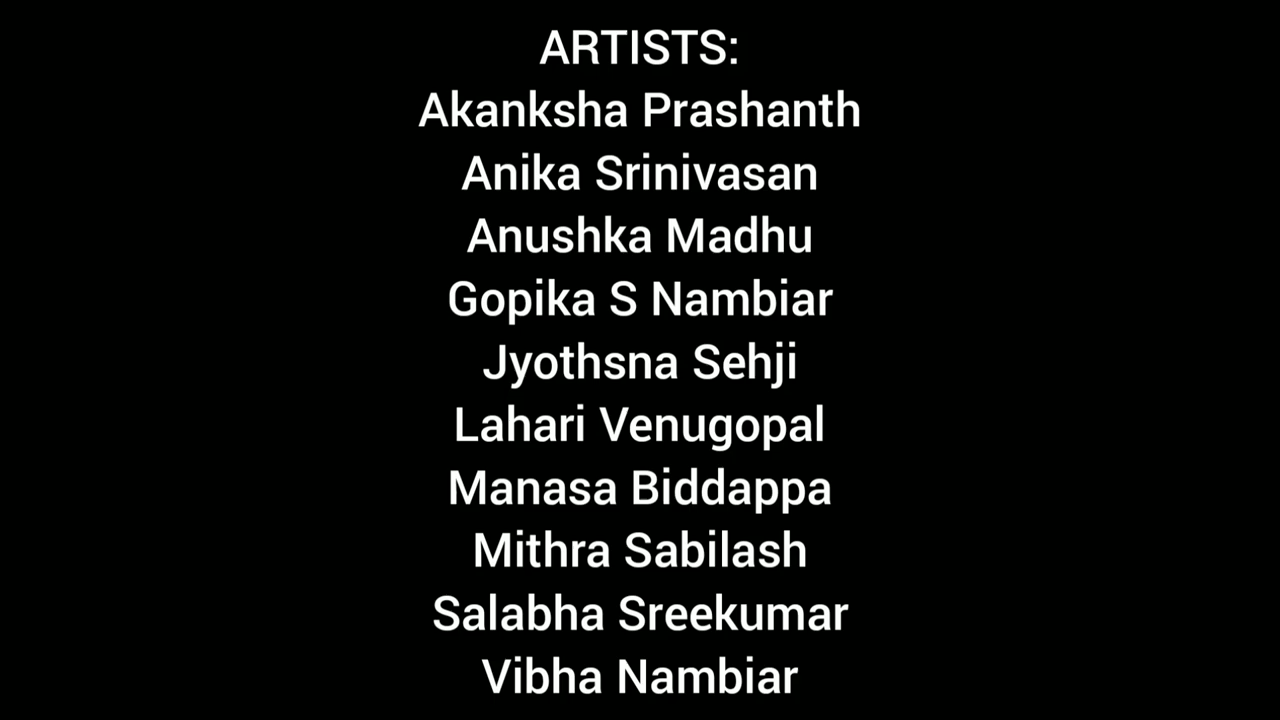 ARTISTS:
Akanksha Prashanth
Anika Srinivasan
Anushka Madhu
Gopika S Nambiar
Jyothsna Sehji
Lahari Venugopal
Manasa Biddappa
Mithra Sabilash
Salabha Sreekumar
Vibha Nambiar